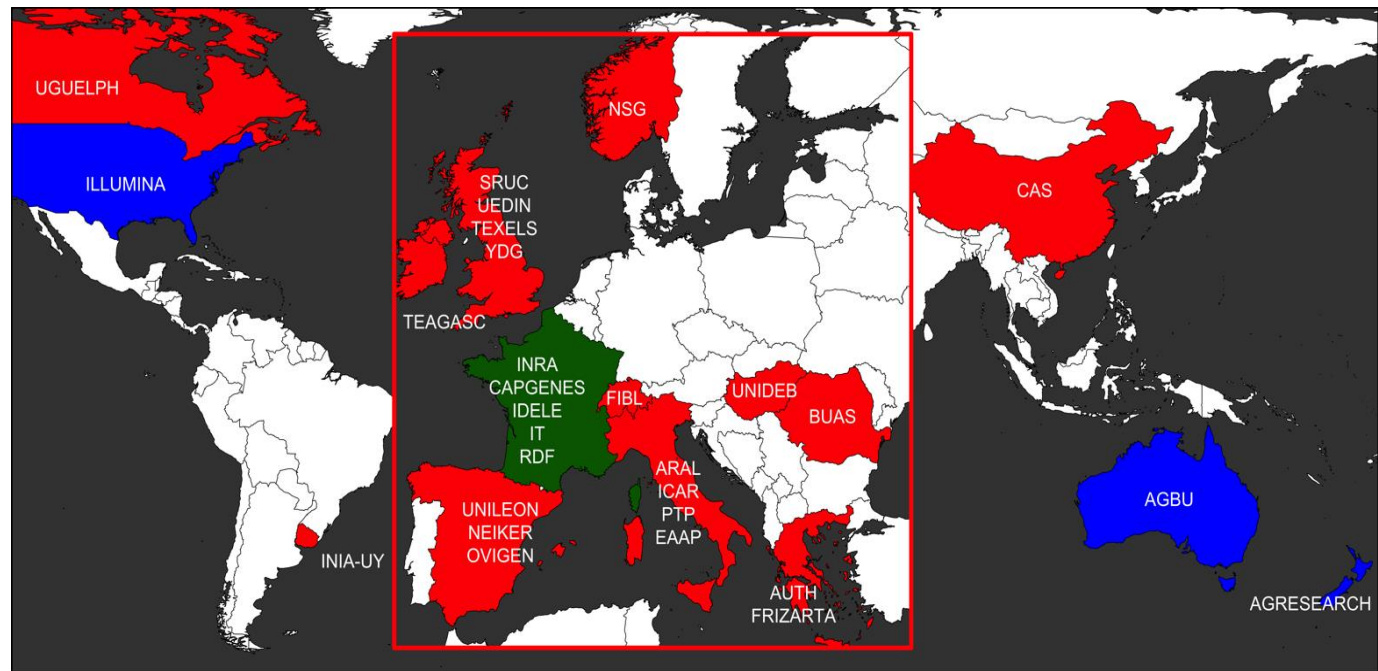 UGUELPH
ILLUMINA
INIA-UY
NSG
SRUC
UEDIN
TEXELS
YDG
TEAGASC
INRA
CAPGENES
IDELE
IT
RDF
FIBL
UNIDEB
BUAS
ARAL
ICAR
PTP
EAAP
UNILEON
NEIKER
OVIGEN
AUTH
FRIZARTA
CAS
AGBU
AGRESEARCH